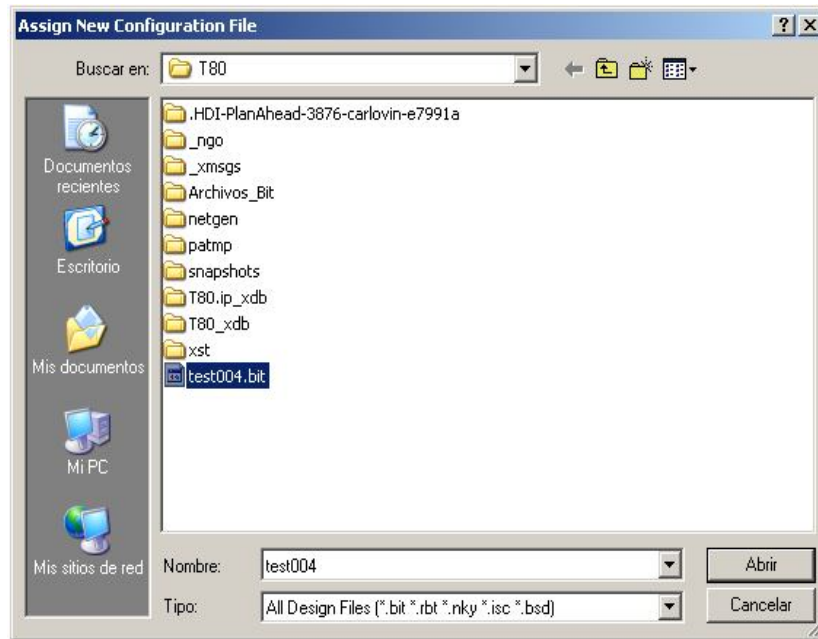 Assign New Configuration File
Buscar en:
T80
Documentos
recientes
Escritorio
Mis documentos
Mi PC
Mis sitios de red
.HDI-PlanAhead-3876-carlovin-e7991a
_ngo
_xmsgs
Archivos_Bit
netgen
patmp
snapshots
T80.ip_xdb
T80_xdb
xst
test004.bit
Nombre:
test004
Abrir
Tipo:
All Design Files (*.bit *.rbt *.nky *.isc *.bsd)
Cancelar